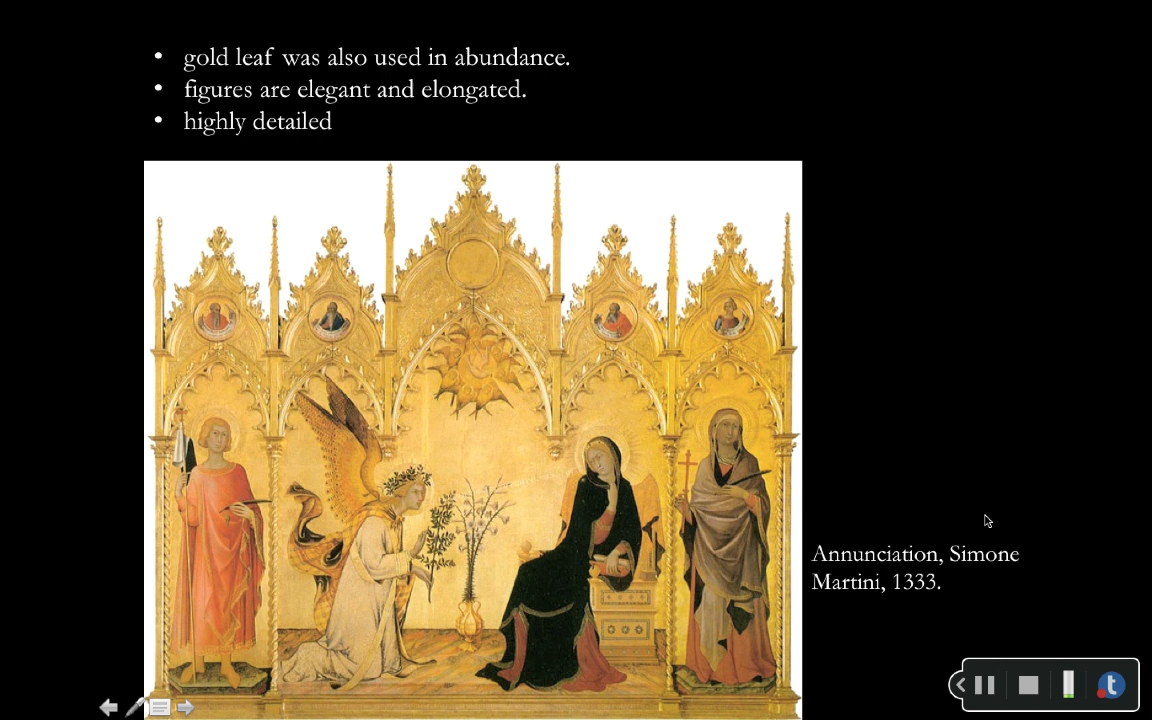 • gold leaf was also used in abundance.
• figures are elegant and elongated.
• highly detailed
Annunciation, Simone
Martini, 1333.
t